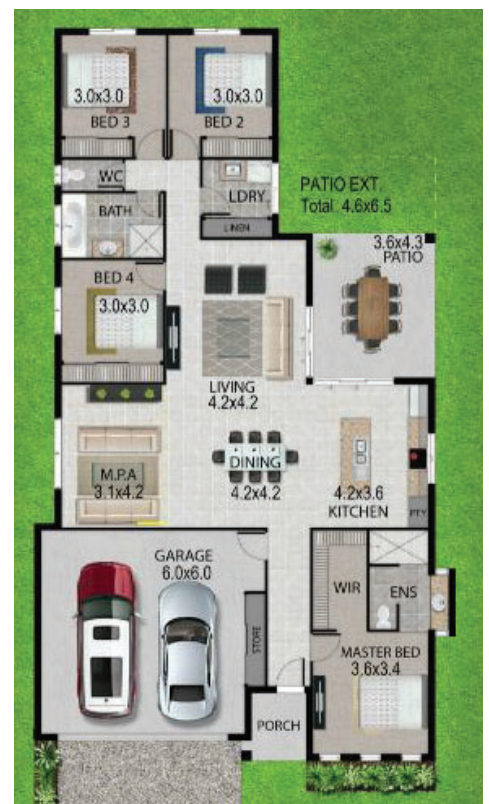 3.0x3.0
BED 3
3.0x3.0
BED 2
WC
LDRY
PATIO EXT.
Total 4.6x6.5
BATH
LINEN
3.6x4.3
PATIO
BED 4
3.0x3.0
LIVING
4.2x4.2
M.P.A
3.1x4.2
DINING
4.2x4.2
4.2x3.6
KITCHEN
PTY
GARAGE
6.0x6.0
WIR
ENS
STORE
MASTER BED
3.6x3.4
PORCH